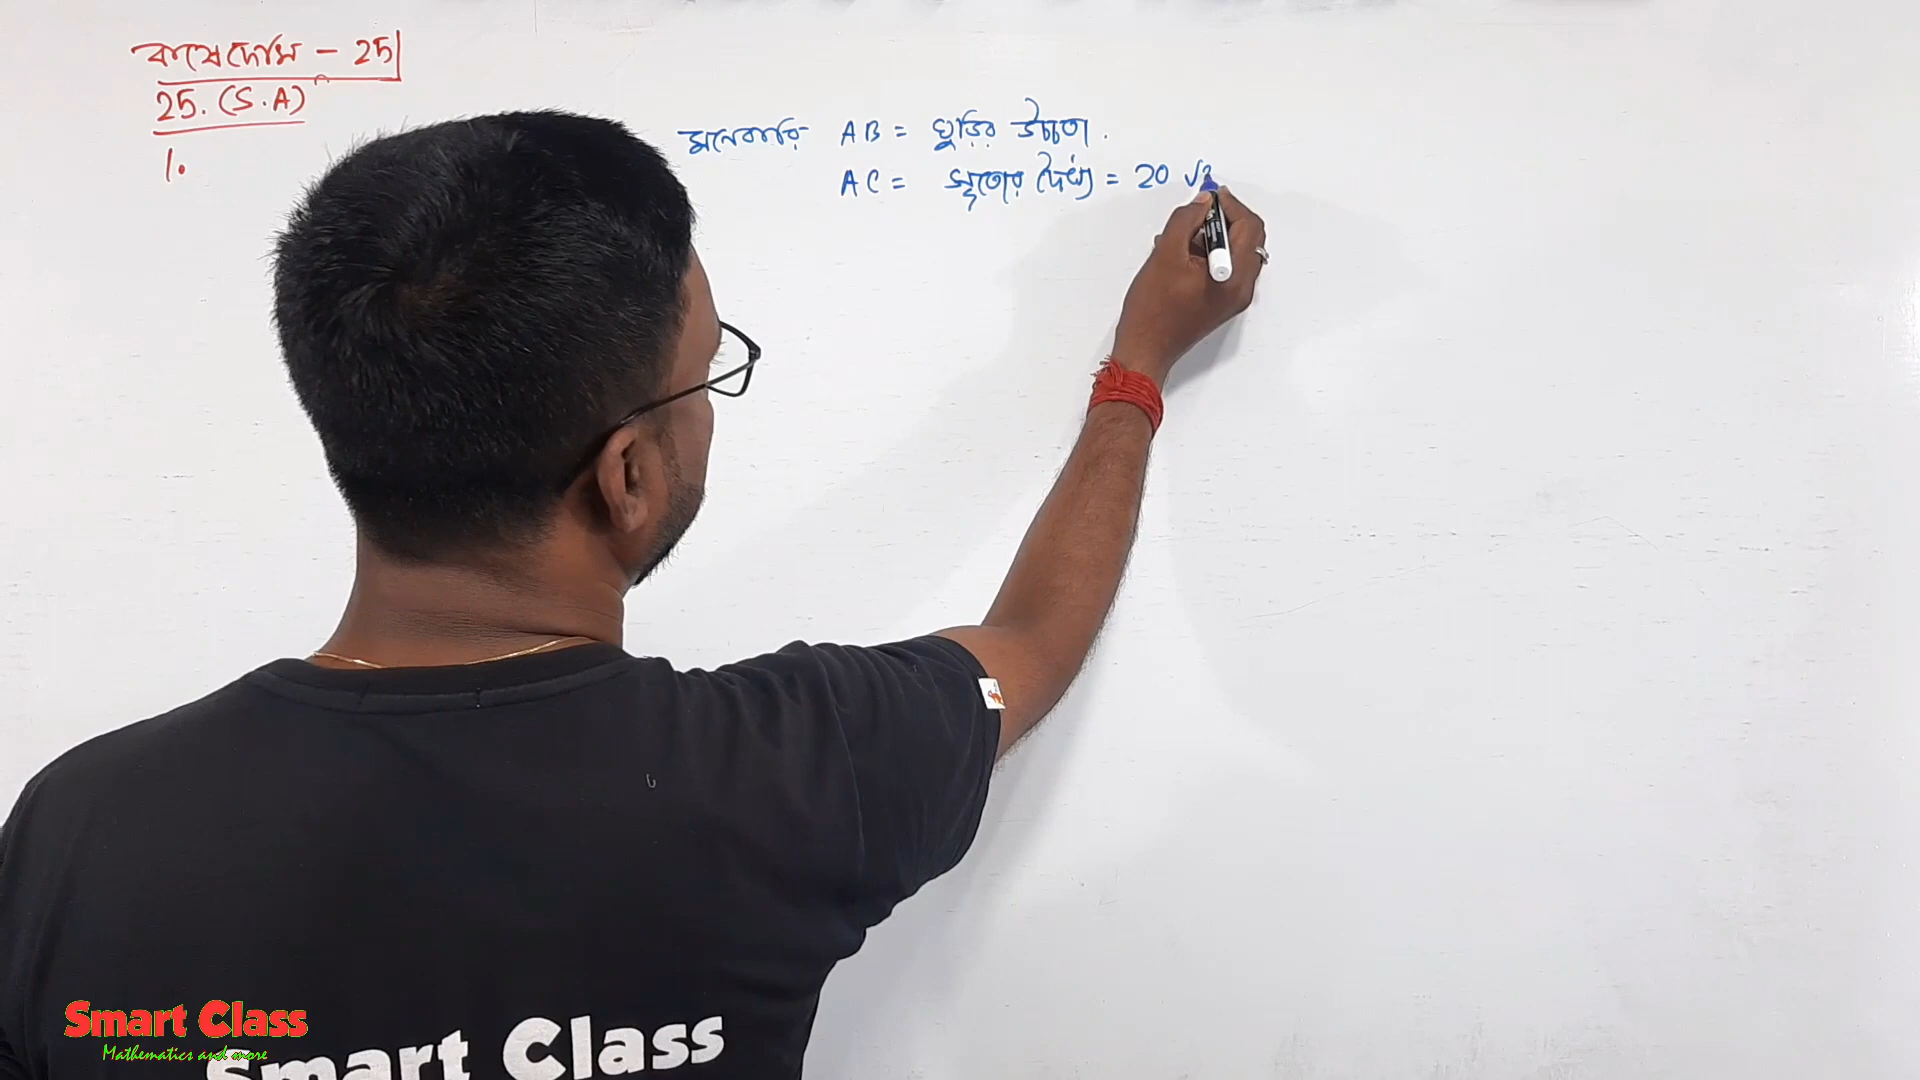 কষেদেখি - 25
25. (S.A)
1.
মনেকরি AB = ঘুড়ির উচ্চতা.
AC = সুতোর দৈর্ঘ্য = 20 √3
Smart Class
Mathematics and more
Smart Class